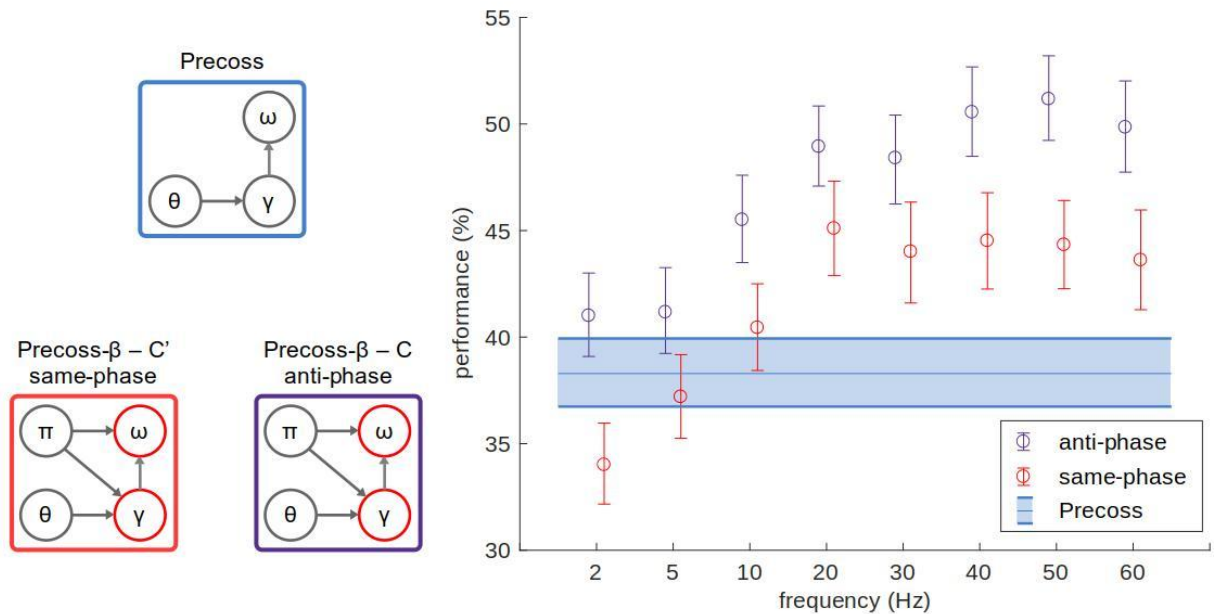 Precoss
ω
θ
γ
Precoss-β – C’
same-phase
π
ω
θ
γ
Precoss-β – C
anti-phase
π
ω
θ
γ
performance (%)
55
50
45
40
35
30
2 5 10 20 30 40 50 60
frequency (Hz)
anti-phase
same-phase
Precoss